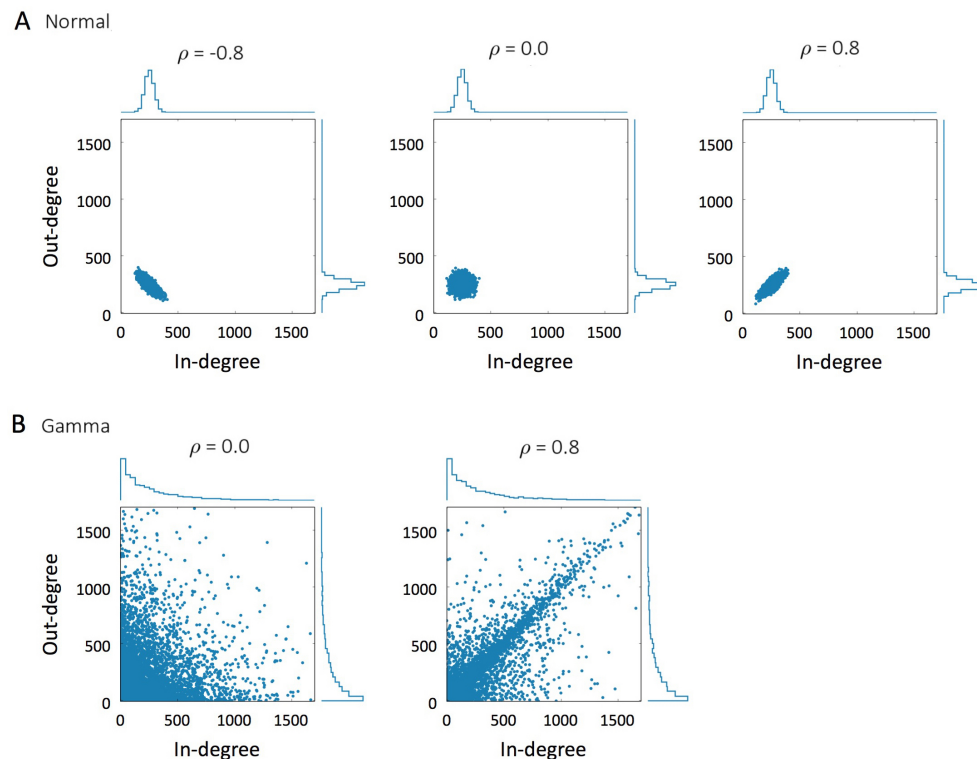 A Normal
ρ = -0.8 ρ = 0.0 ρ = 0.8
Out-degree
1500 1500 1500
1000 1000 1000
500 500 500
0 0 0
0 500 1000 1500 0 500 1000 1500 0 500 1000 1500
In-degree In-degree In-degree
B Gamma
ρ = 0.0 ρ = 0.8
Out-degree
1500 1500
1000 1000
500 500
0 0
0 500 1000 1500 0 500 1000 1500
In-degree In-degree